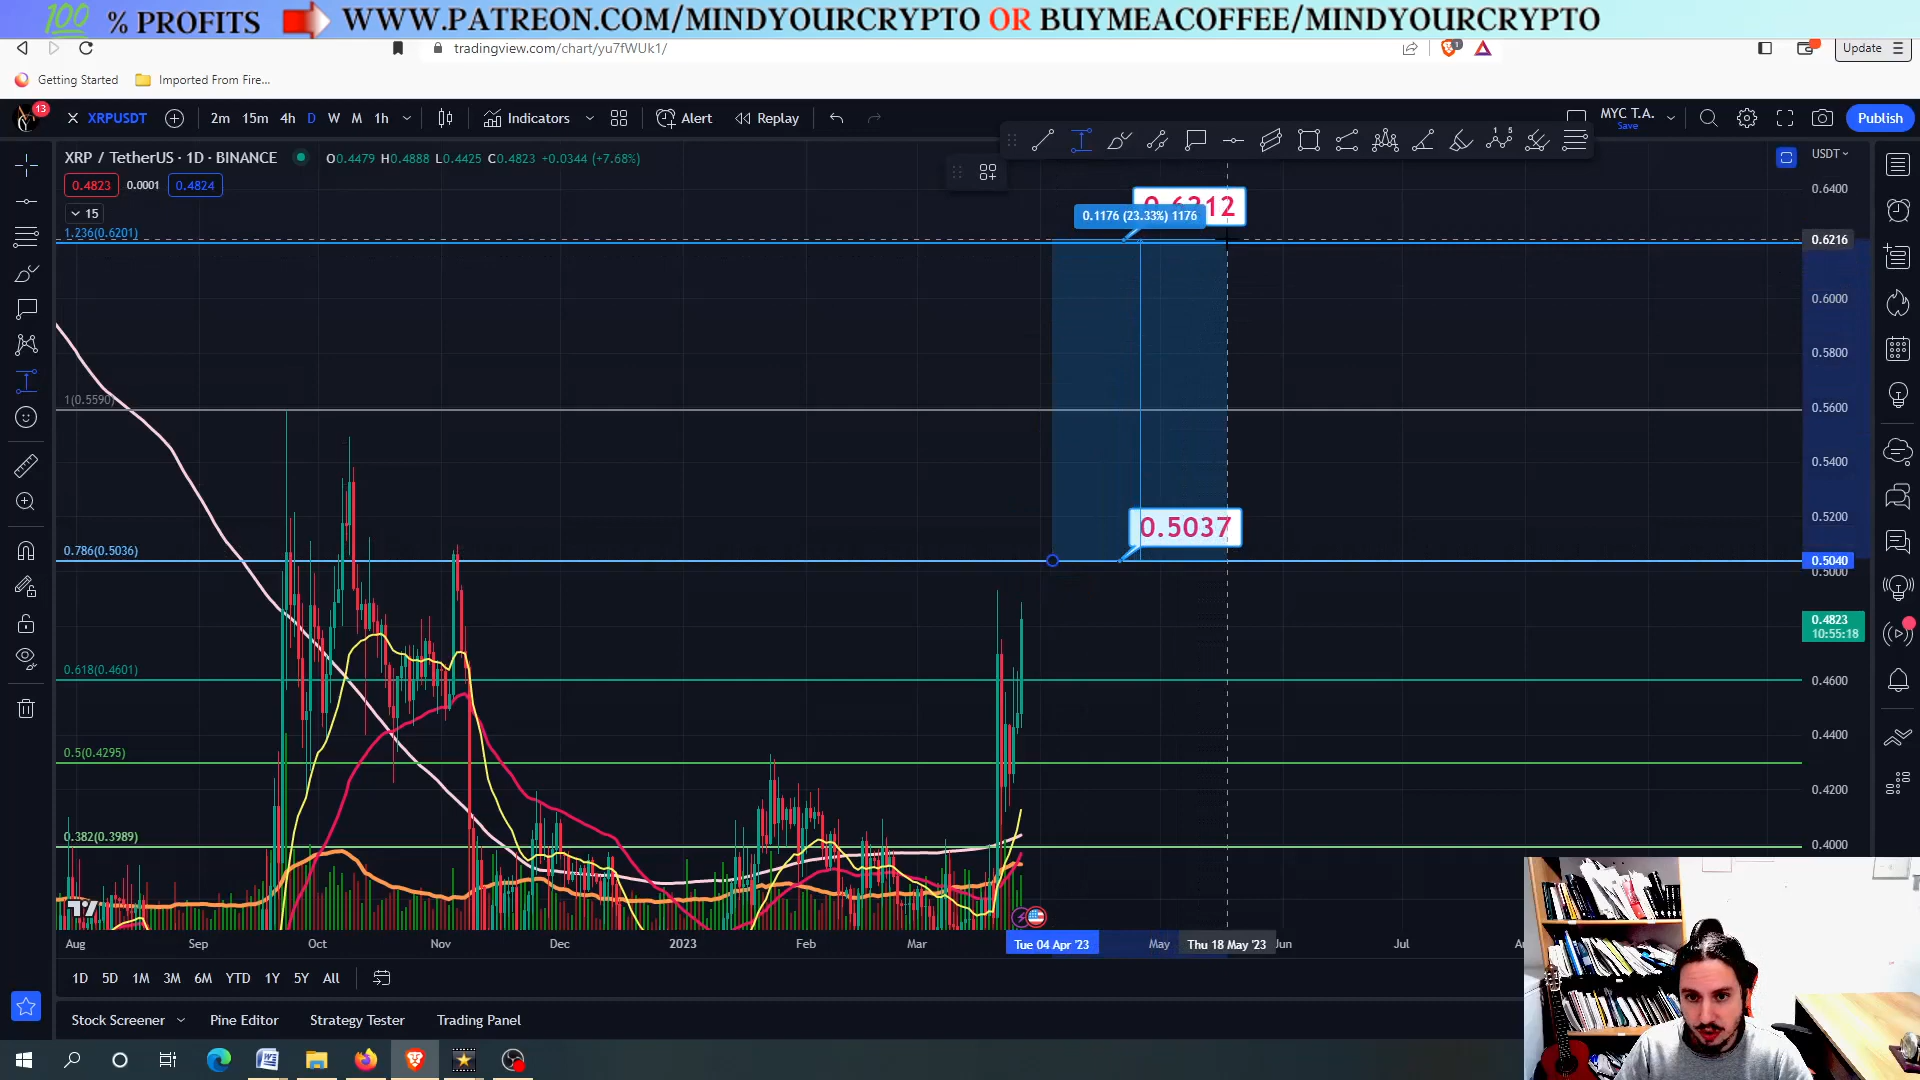 100 % PROFITS WWW.PATREON.COM/MINDYOURCRYPTO OR BUYMEACOFFEE/MINDYOURCRYPTO
tradingview.com/chart/yu7fWUk1/
1
Update
Getting Started
Imported From Fire...
13
XRPUSDT
2m 15m 4h D W M 1h
Indicators
Alert
Replay
MYC T.A.
Save
Publish
XRP / TetherUS · 1D · BINANCE
O0.4479 H0.4888 L0.4425 C0.4823 +0.0344 (+7.68%)
USDT
0.4823
0.0001
0.4824
15
0.6400
0.1176 (23.33%) 1176
1.236(0.6201)
0.6216
0.6000
0.5800
1(0.5590)
0.5600
0.5400
0.5200
0.5037
0.786(0.5036)
0.5040
0.5000
0.4823
10:55:18
0.618(0.4601)
0.4600
0.4400
0.5(0.4295)
0.4200
0.382(0.3989)
0.4000
Aug Sep Oct Nov Dec 2023 Feb Mar Tue 04 Apr '23 May Thu 18 May '23 Jun Jul
1D 5D 1M 3M 6M YTD 1Y 5Y All
Stock Screener
Pine Editor
Strategy Tester
Trading Panel